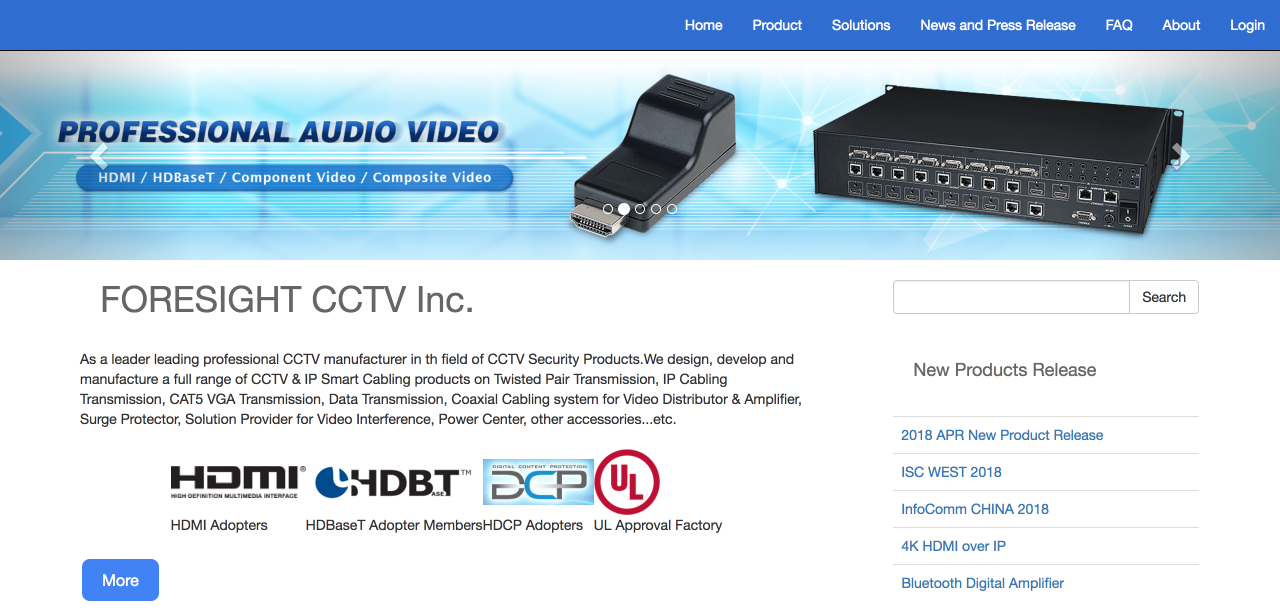 Home Product Solutions News and Press Release FAQ About Login
PROFESSIONAL AUDIO VIDEO
HDMI / HDBaseT / Component Video / Composite Video
FORESIGHT CCTV Inc.
Search
As a leader leading professional CCTV manufacturer in th field of CCTV Security Products.We design, develop and
manufacture a full range of CCTV & IP Smart Cabling products on Twisted Pair Transmission, IP Cabling
Transmission, CAT5 VGA Transmission, Data Transmission, Coaxial Cabling system for Video Distributor & Amplifier,
Surge Protector, Solution Provider for Video Interference, Power Center, other accessories...etc.
HDMI®
HIGH DEFINITION MULTIMEDIA INTERFACE
HDBT™
ASE
DIGITAL CONTENT PROTECTION
DCP
UL
HDMI Adopters HDBaseT Adopter Members HDCP Adopters UL Approval Factory
More
New Products Release
2018 APR New Product Release
ISC WEST 2018
InfoComm CHINA 2018
4K HDMI over IP
Bluetooth Digital Amplifier